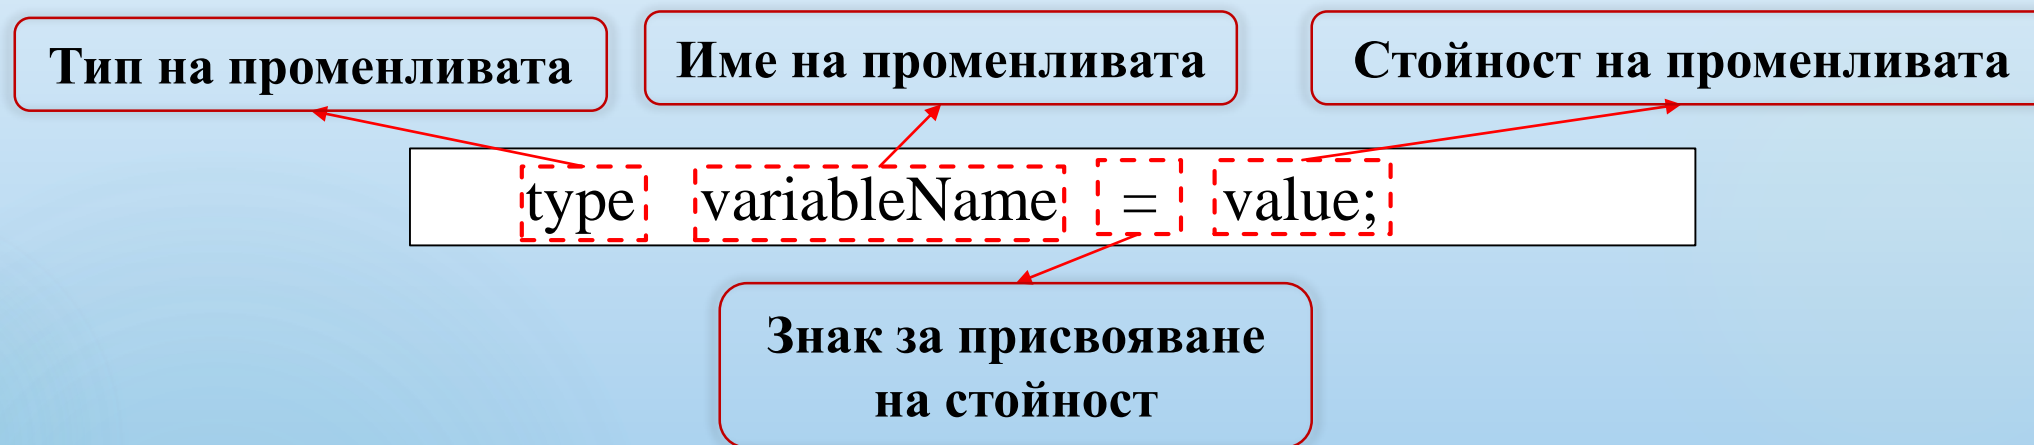 Тип на променливата
Име на променливата
Стойност на променливата
type variableName = value;
Знак за присвояване
на стойност